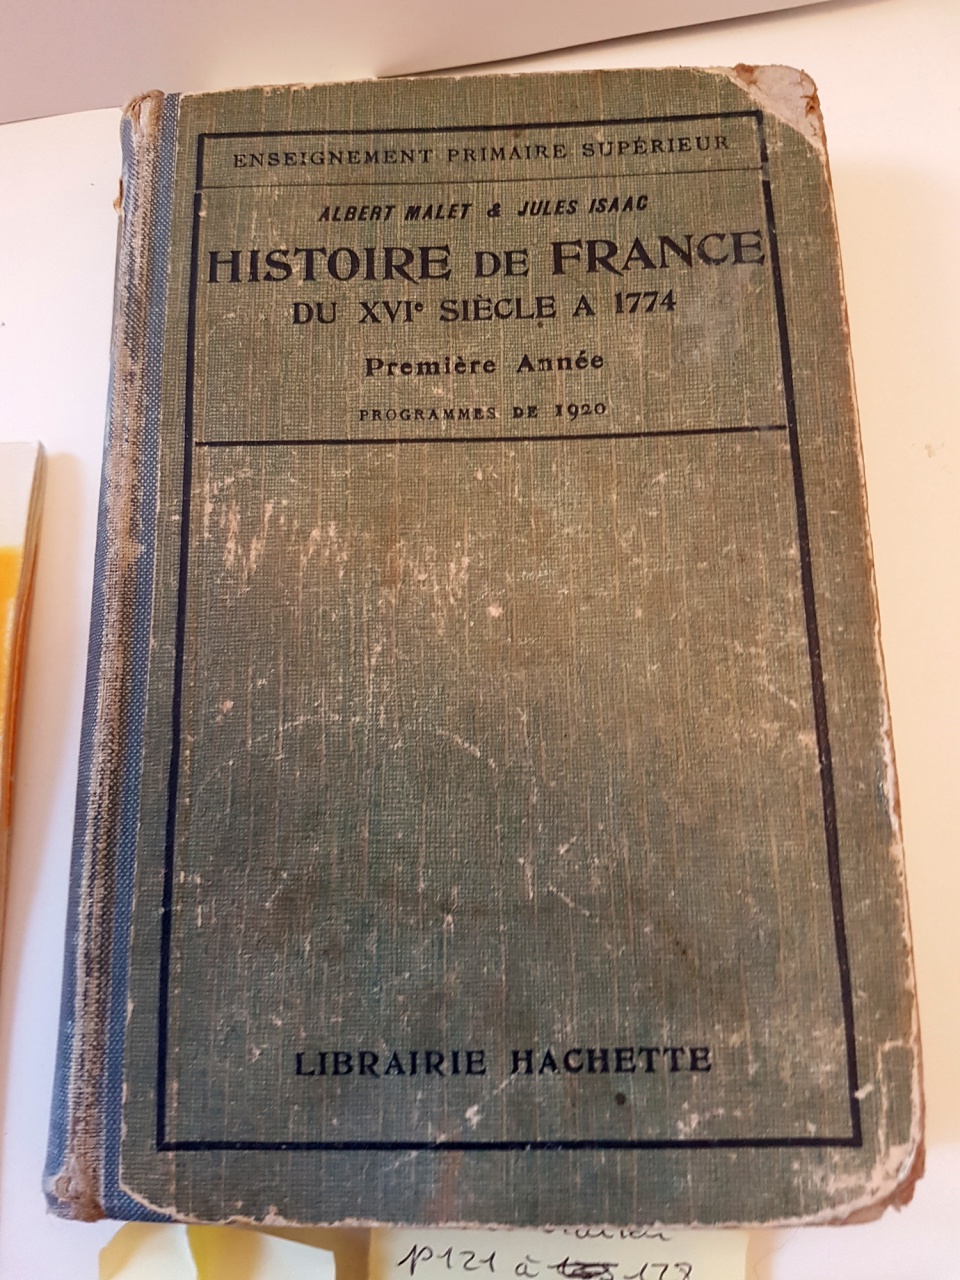 ENSEIGNEMENT PRIMAIRE SUPÉRIEUR
ALBERT MALET & JULES ISAAC
HISTOIRE DE FRANCE
DU XVIe SIÈCLE A 1774
Première Année
PROGRAMMES DE 1920
LIBRAIRIE HACHETTE
p121 à 178